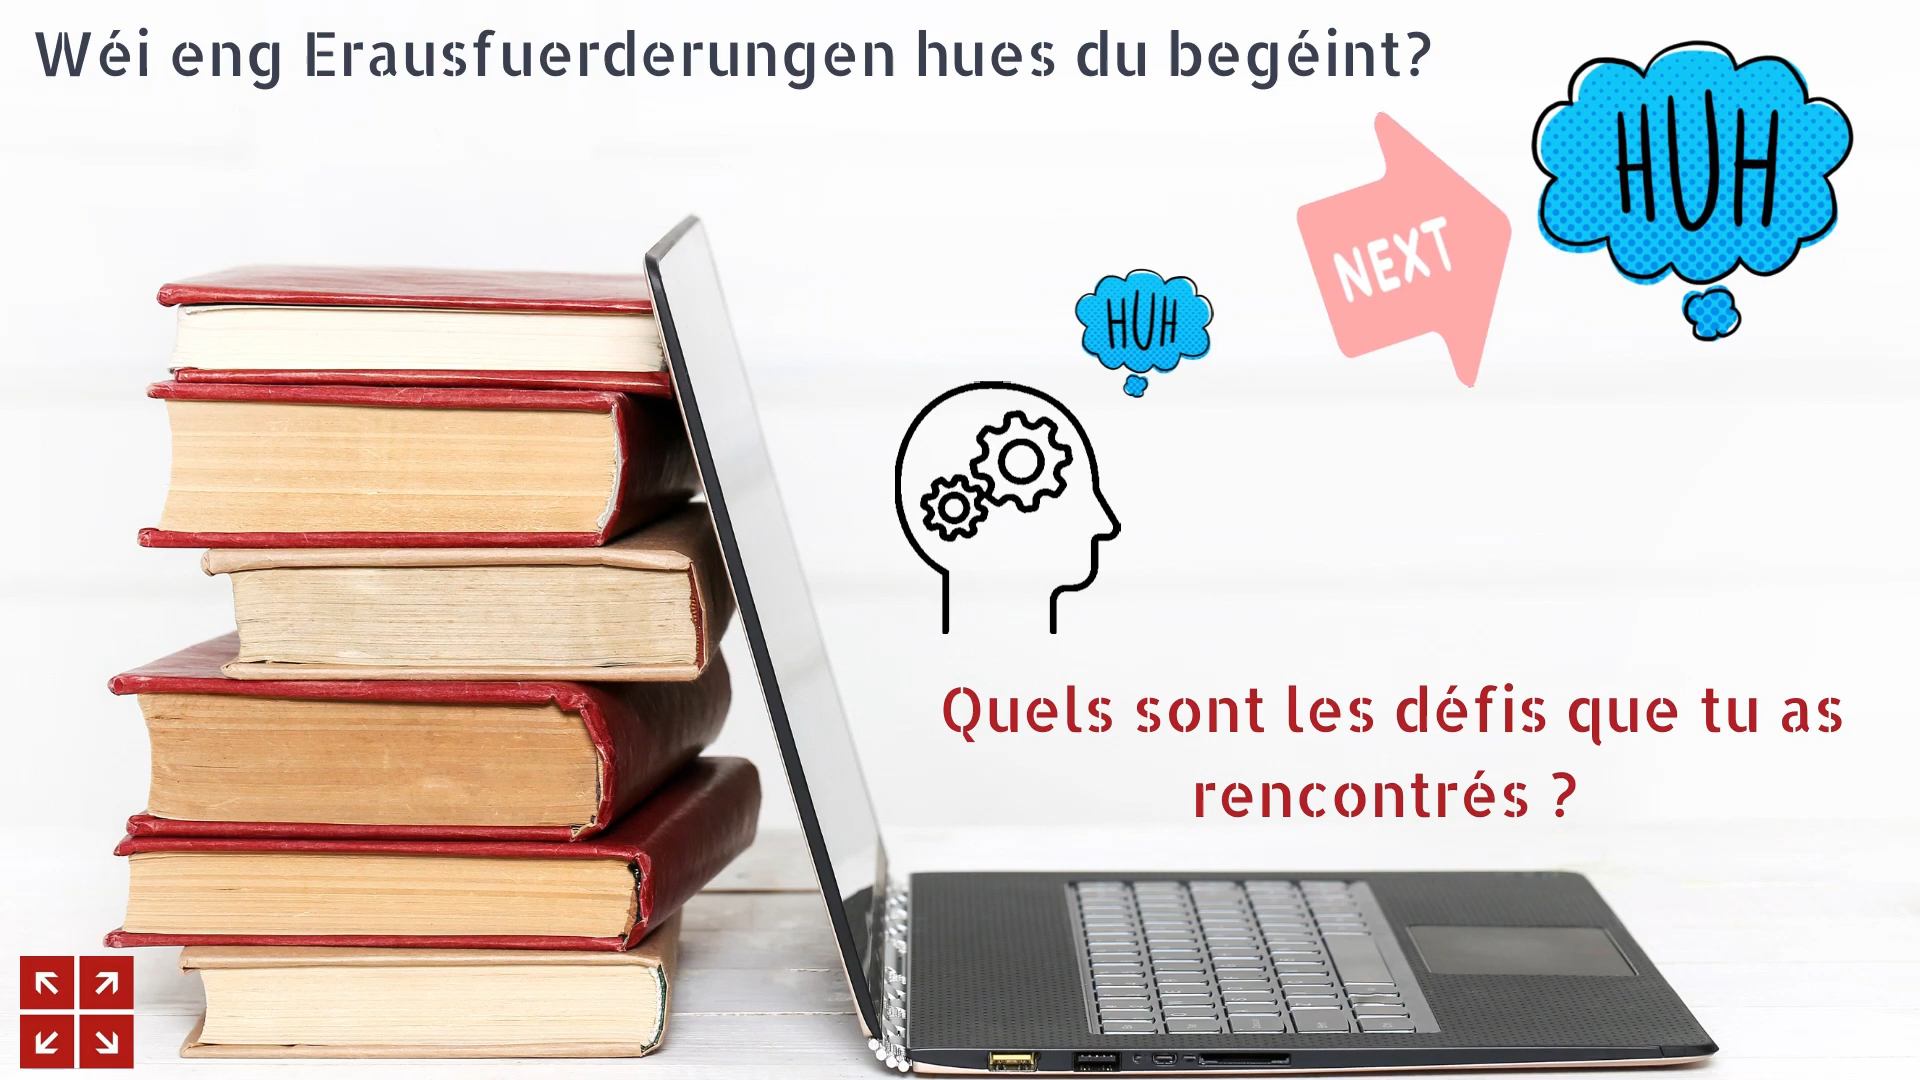 Wéi eng Erausfuerderungen hues du begéint?
HUH
NEXT
HUH
Quels sont les défis que tu as
rencontrés ?